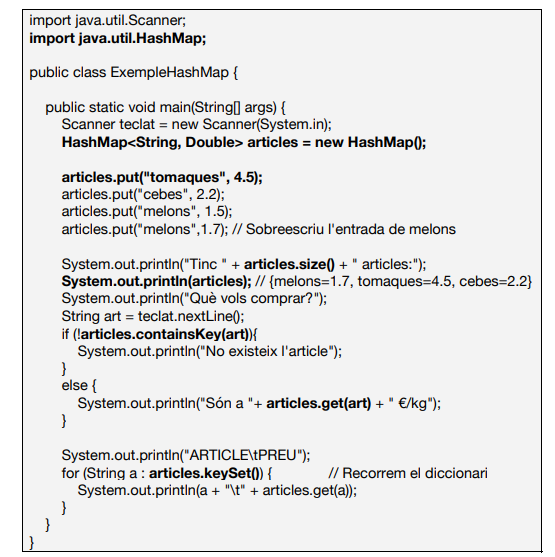 import java.util.Scanner;
import java.util.HashMap;
public class ExempleHashMap {
public static void main(String[] args) {
Scanner teclat = new Scanner(System.in);
HashMap<String, Double> articles = new HashMap();
articles.put("tomaques", 4.5);
articles.put("cebes", 2.2);
articles.put("melons", 1.5);
articles.put("melons",1.7); // Sobreescriu l'entrada de melons
System.out.println("Tinc " + articles.size() + " articles:");
System.out.println(articles); // {melons=1.7, tomaques=4.5, cebes=2.2}
System.out.println("Què vols comprar?");
String art = teclat.nextLine();
if (!articles.containsKey(art)){
System.out.println("No existeix l'article");
}
else {
System.out.println("Són a "+ articles.get(art) + " €/kg");
}
System.out.println("ARTICLE\tPREU");
for (String a : articles.keySet()) { // Recorrem el diccionari
System.out.println(a + "\t" + articles.get(a));
}
}
}